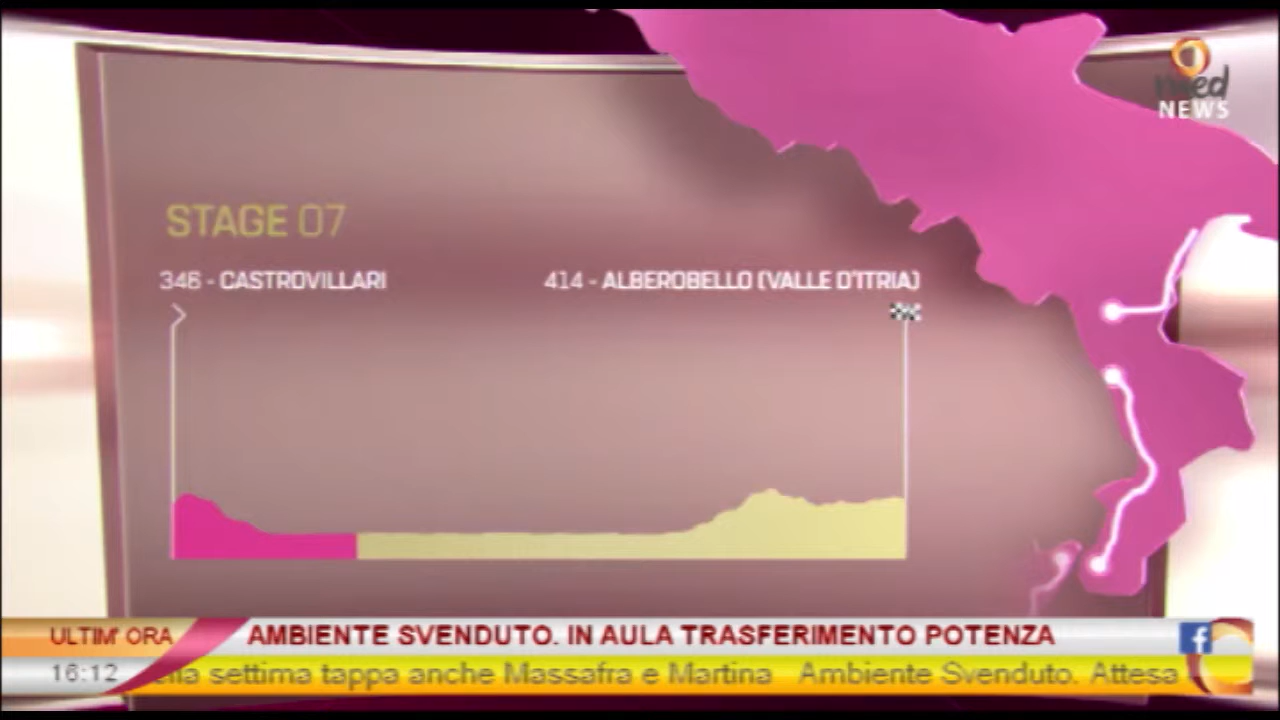 med
NEWS
STAGE 07
346 - CASTROVILLARI
414 - ALBEROBELLO (VALLE D'ITRIA)
ULTIM' ORA
AMBIENTE SVENDUTO. IN AULA TRASFERIMENTO POTENZA
f
16:12
settima tappa anche Massafra e Martina Ambiente Svenduto. Attesa